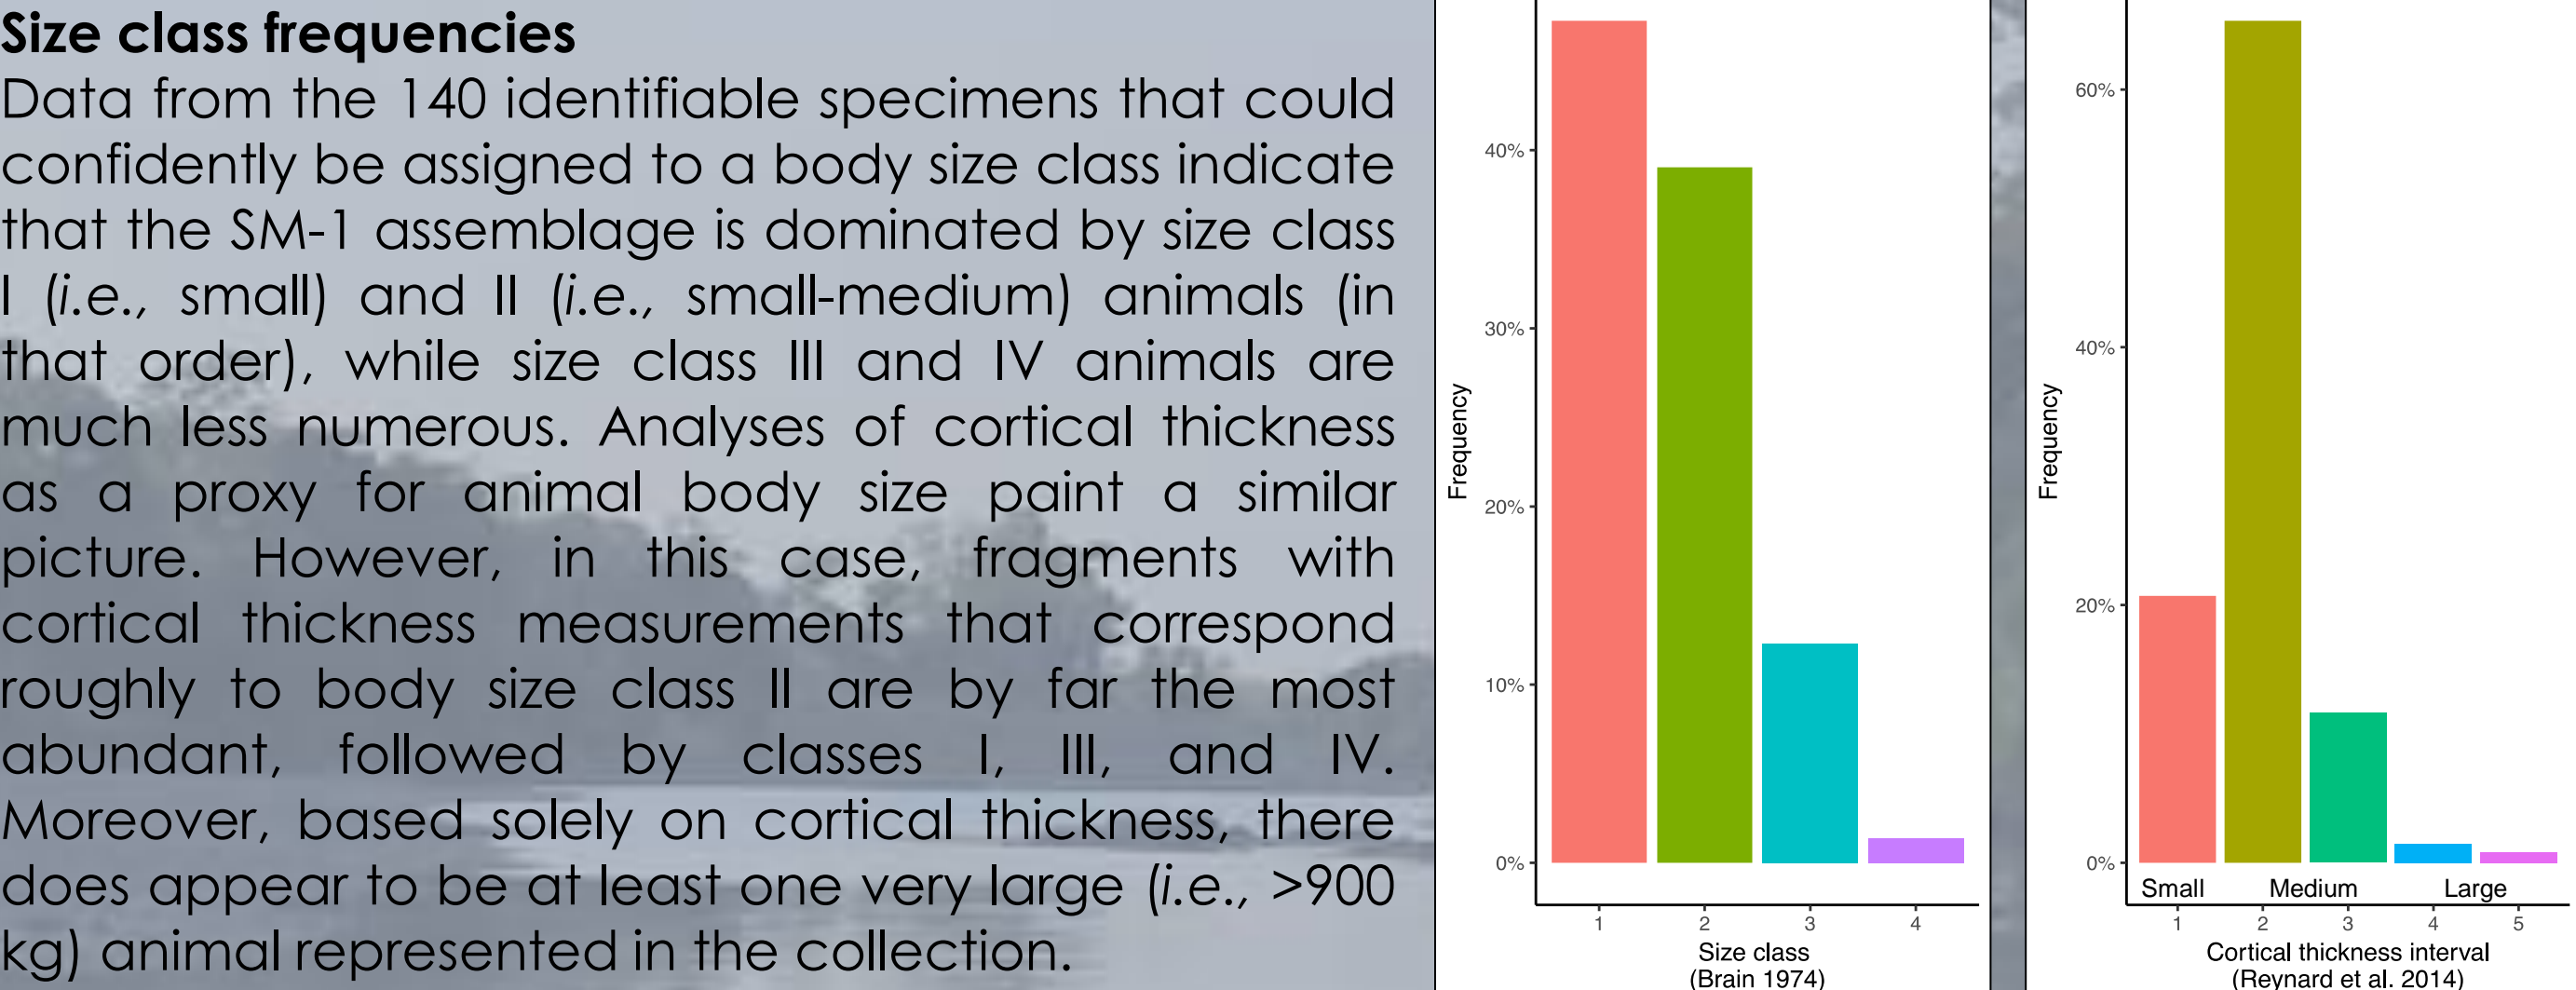 Size class frequencies
Data from the 140 identifiable specimens that could
confidently be assigned to a body size class indicate
that the SM-1 assemblage is dominated by size class
I (i.e., small) and II (i.e., small-medium) animals (in
that order), while size class III and IV animals are
much less numerous. Analyses of cortical thickness
as a proxy for animal body size paint a similar
picture. However, in this case, fragments with
cortical thickness measurements that correspond
roughly to body size class II are by far the most
abundant, followed by classes I, III, and IV.
Moreover, based solely on cortical thickness, there
does appear to be at least one very large (i.e., >900
kg) animal represented in the collection.
Frequency
40%
30%
20%
10%
0%
1 2 3 4
Size class
(Brain 1974)
Frequency
60%
40%
20%
0%
Small Medium Large
1 2 3 4 5
Cortical thickness interval
(Reynard et al. 2014)